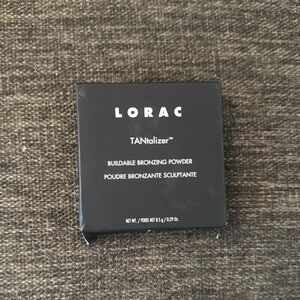 LORAC
TANtalizer™
BUILDABLE BRONZING POWDER
POUDRE BRONZANTE SCULPTANTE
NET WT. / POIDS NET 8.5 g / 0.29 Oz.